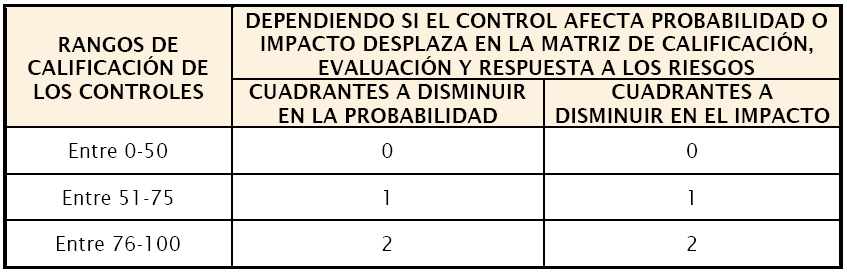 RANGOS DE
CALIFICACIÓN DE
LOS CONTROLES
DEPENDIENDO SI EL CONTROL AFECTA PROBABILIDAD O
IMPACTO DESPLAZA EN LA MATRIZ DE CALIFICACIÓN,
EVALUACIÓN Y RESPUESTA A LOS RIESGOS
CUADRANTES A DISMINUIR
EN LA PROBABILIDAD
CUADRANTES A
DISMINUIR EN EL IMPACTO
Entre 0-50 0 0
Entre 51-75 1 1
Entre 76-100 2 2